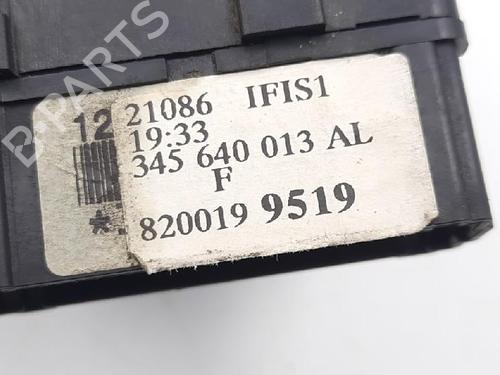 B-PARTS
12
21086 IFIS1
19:33
345 640 013 AL
F
*. 820019 9519